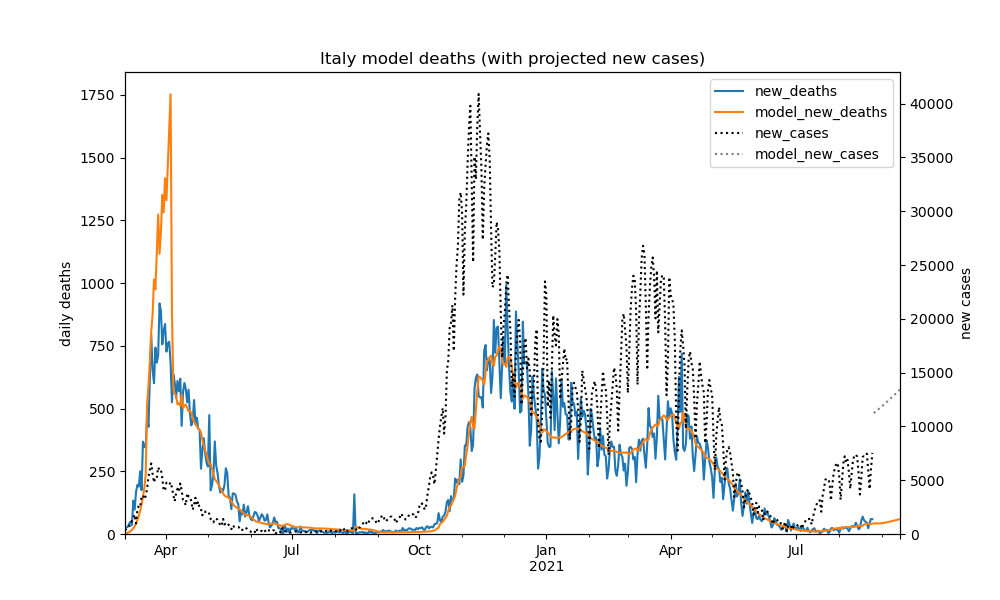 Italy model deaths (with projected new cases)
new_deaths
model_new_deaths
new_cases
model_new_cases
daily deaths
1750
1500
1250
1000
750
500
250
0
40000
35000
30000
25000
20000
15000
10000
5000
0
new cases
Apr
Jul
Oct
Jan
2021
Apr
Jul